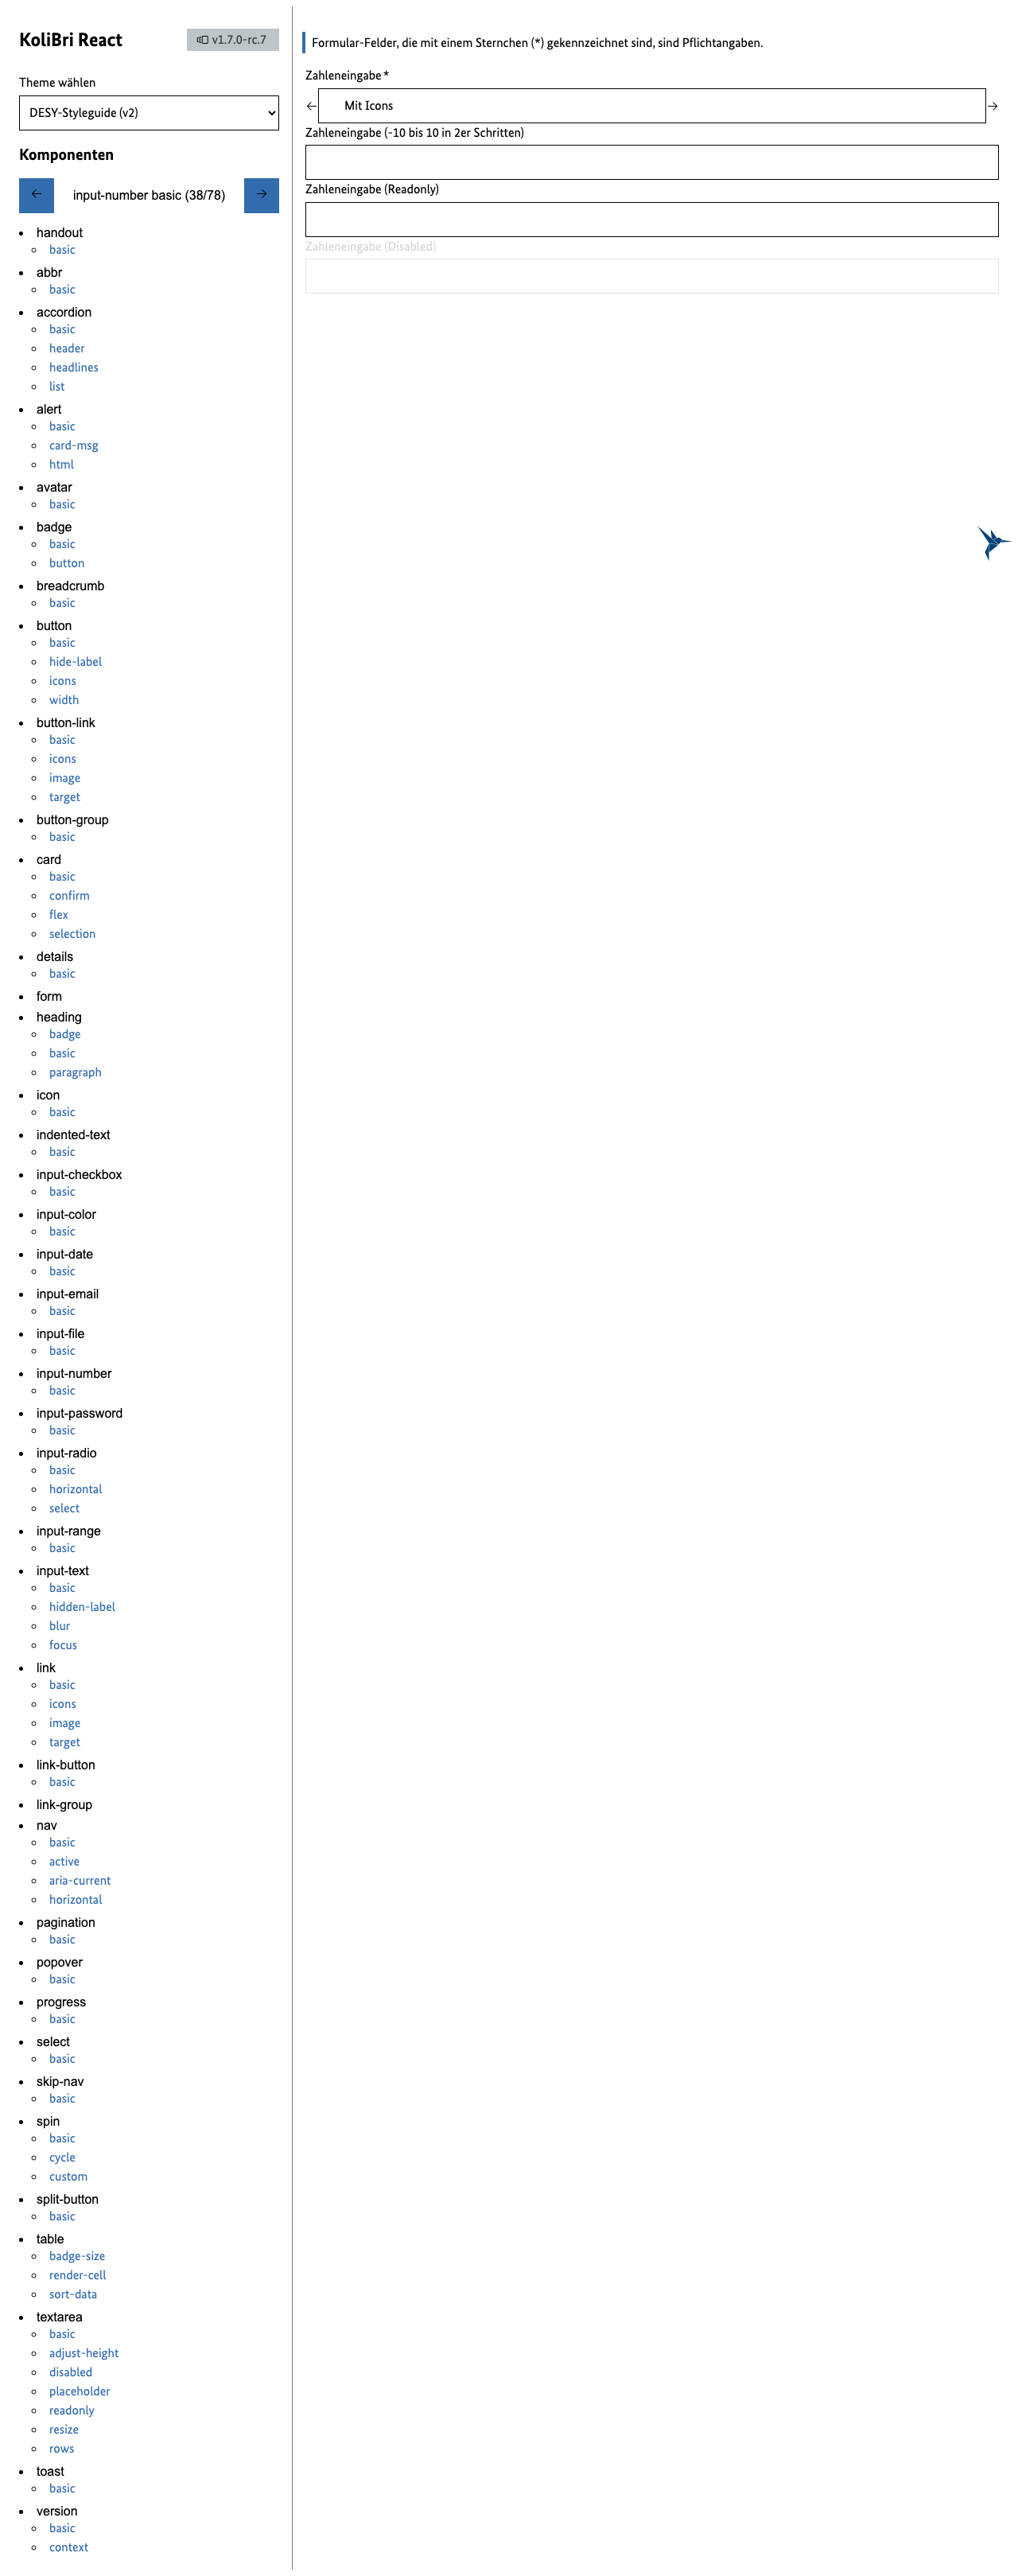 KoliBri React
v1.7.0-rc.7
Theme wählen
DESY-Styleguide (v2)
Komponenten
input-number basic (38/78)
handout
basic
abbr
basic
accordion
basic
header
headlines
list
alert
basic
card-msg
html
avatar
basic
badge
basic
button
breadcrumb
basic
button
basic
hide-label
icons
width
button-link
basic
icons
image
target
button-group
basic
card
basic
confirm
flex
selection
details
basic
form
heading
badge
basic
paragraph
icon
basic
indented-text
basic
input-checkbox
basic
input-color
basic
input-date
basic
input-email
basic
input-file
basic
input-number
basic
input-password
basic
input-radio
basic
horizontal
select
input-range
basic
input-text
basic
hidden-label
blur
focus
link
basic
icons
image
target
link-button
basic
link-group
nav
basic
active
aria-current
horizontal
pagination
basic
popover
basic
progress
basic
select
basic
skip-nav
basic
spin
basic
cycle
custom
split-button
basic
table
badge-size
render-cell
sort-data
textarea
basic
adjust-height
disabled
placeholder
readonly
resize
rows
toast
basic
version
basic
context
Formular-Felder, die mit einem Sternchen (*) gekennzeichnet sind, sind Pflichtangaben.
Zahleneingabe *
Mit Icons
Zahleneingabe (-10 bis 10 in 2er Schritten)
Zahleneingabe (Readonly)
Zahleneingabe (Disabled)